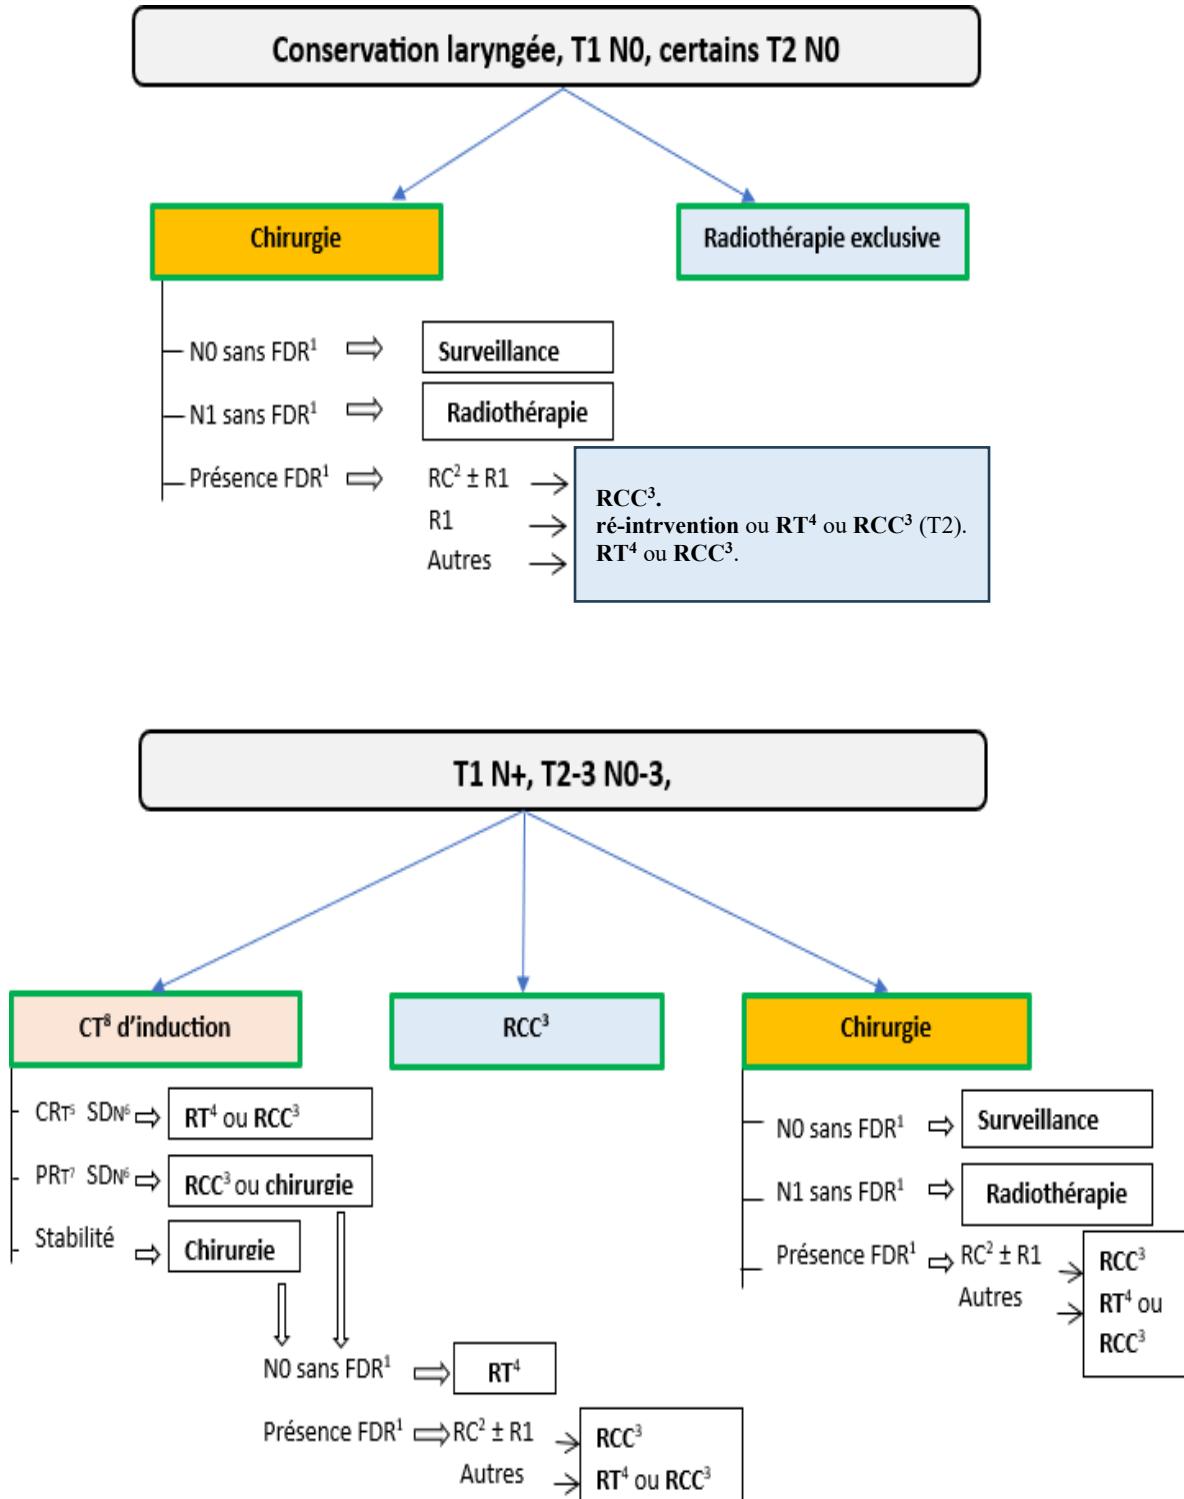 Conservation laryngée, T1 N0, certains T2 N0
Chirurgie
Radiothérapie exclusive
N0 sans FDR¹ ⇨ Surveillance
N1 sans FDR¹ ⇨ Radiothérapie
Présence FDR¹ ⇨ RC² ± R1 → RCC³.
R1 → ré-intrvention ou RT⁴ ou RCC³ (T2).
Autres → RT⁴ ou RCC³.
T1 N+, T2-3 N0-3,
CT⁸ d’induction
RCC³
Chirurgie
CRT⁵ SDN⁶ ⇨ RT⁴ ou RCC³
PRT⁷ SDN⁶ ⇨ RCC³ ou chirurgie
Stabilité ⇨ Chirurgie
N0 sans FDR¹ ⇨ RT⁴
Présence FDR¹ ⇨ RC² ± R1 → RCC³
Autres → RT⁴ ou RCC³
N0 sans FDR¹ ⇨ Surveillance
N1 sans FDR¹ ⇨ Radiothérapie
Présence FDR¹ ⇨ RC² ± R1 → RCC³
Autres → RT⁴ ou
RCC³